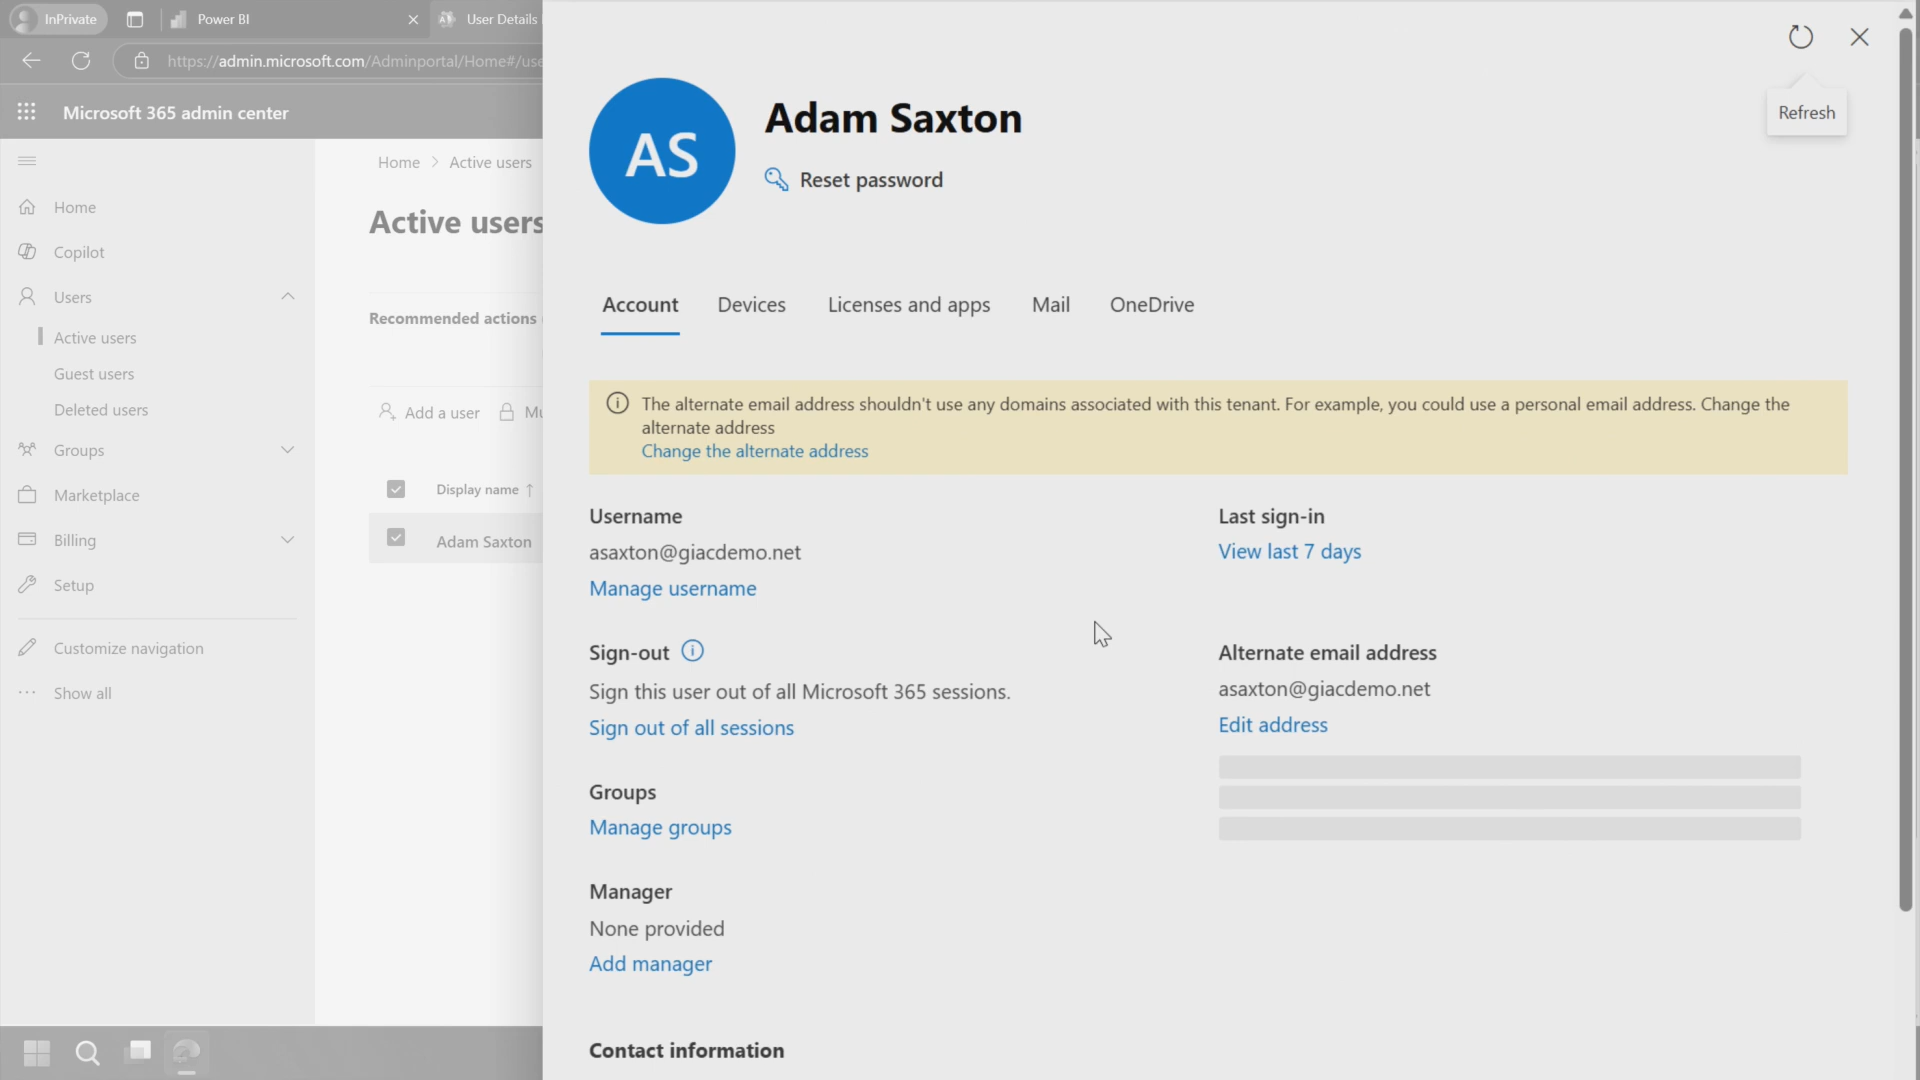 InPrivate
Power BI
User Details
https://admin.microsoft.com/Adminportal/Home#/use
Microsoft 365 admin center
Home
Copilot
Users
Active users
Guest users
Deleted users
Groups
Marketplace
Billing
Setup
Customize navigation
Show all
Home > Active users
Active users
Recommended actions
Add a user
Mu
Display name ↑
Adam Saxton
Refresh
AS
Adam Saxton
Reset password
Account
Devices
Licenses and apps
Mail
OneDrive
The alternate email address shouldn't use any domains associated with this tenant. For example, you could use a personal email address. Change the
alternate address
Change the alternate address
Username
asaxton@giacdemo.net
Manage username
Last sign-in
View last 7 days
Sign-out
Sign this user out of all Microsoft 365 sessions.
Sign out of all sessions
Alternate email address
asaxton@giacdemo.net
Edit address
Groups
Manage groups
Manager
None provided
Add manager
Contact information